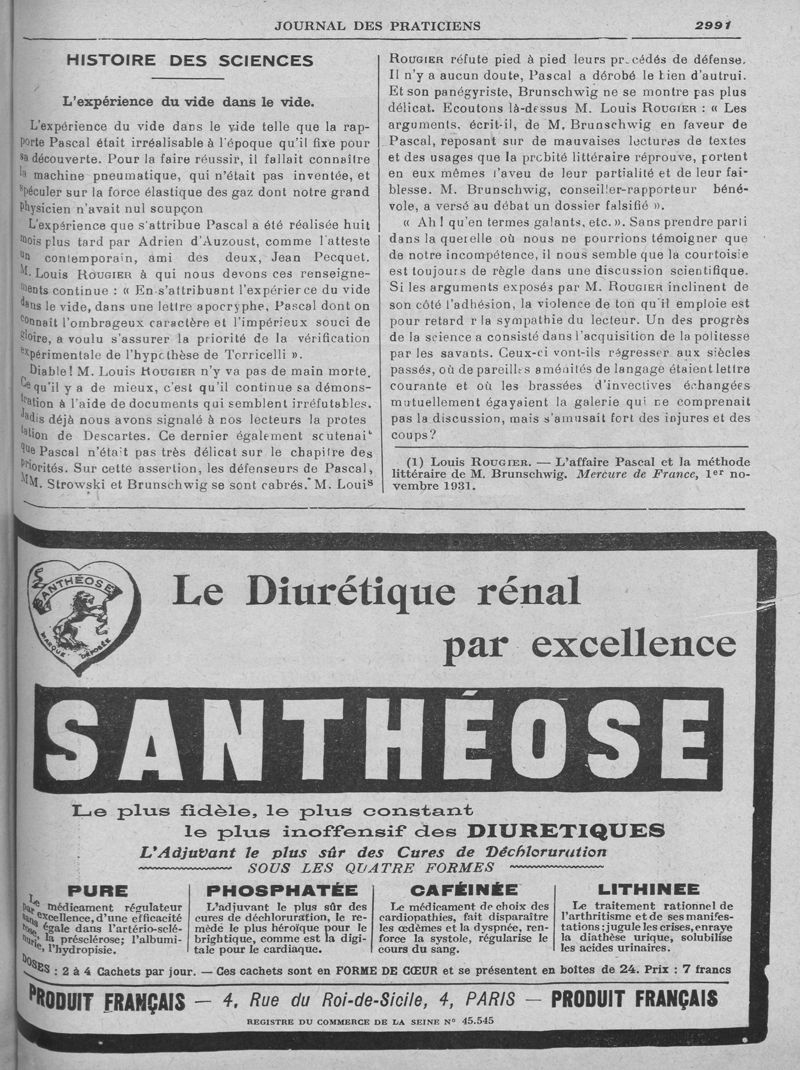 JOURNAL DES PRATICIENS 2991
HISTOIRE DES SCIENCES
L'expérience du vide dans le vide.
L'expérience du vide dans le vide telle que la rap-
porte Pascal était irréalisable à l'époque qu'il fixe pour
sa découverte. Pour la faire réussir, il fallait connaître
la machine pneumatique, qui n'était pas inventée, et
spéculer sur la force élastique des gaz dont notre grand
physicien n'avait nul soupçon
L'expérience que s'attribue Pascal a été réalisée huit
mois plus tard par Adrien d'Auzoust, comme l'atteste
un contemporain, ami des deux, Jean Pecquet.
M. Louis ROUGIER à qui nous devons ces renseigne-
ments continue : « En s'attribuant l'expérience du vide
dans le vide, dans une lettre apocryphe, Pascal dont on
connait l'ombrageux caractère et l'impérieux souci de
gloire, a voulu s'assurer la priorité de la vérification
expérimentale de l'hypothèse de Torricelli ».
Diable! M. Louis ROUGIER n'y va pas de main morte.
Ce qu'il y a de mieux, c'est qu'il continue sa démons-
tration à l'aide de documents qui semblent irréfutables.
Jadis déjà nous avons signalé à nos lecteurs la protes
tation de Descartes. Ce dernier également soutenait
que Pascal n'était pas très délicat sur le chapitre des
priorités. Sur cette assertion, les défenseurs de Pascal,
MM. Strowski et Brunschwig se sont cabrés. M. Louis
ROUGIER réfute pied à pied leurs procédés de défense.
Il n'y a aucun doute, Pascal a dérobé le bien d'autrui.
Et son panégyriste, Brunschwig ne se montre pas plus
délicat. Ecoutons là-dessus M. Louis ROUGIER : « Les
arguments, écrit-il, de M. Brunschwig en faveur de
Pascal, reposant sur de mauvaises lectures de textes
et des usages que la probité littéraire réprouve, portent
en eux mêmes l'aveu de leur partialité et de leur fai-
blesse. M. Brunschwig, conseiller-rapporteur béné-
vole, a versé au débat un dossier falsifié ».
« Ah ! qu'en termes galants, etc. ». Sans prendre parti
dans la querelle où nous ne pourrions témoigner que
de notre incompétence, il nous semble que la courtoisie
est toujours de règle dans une discussion scientifique.
Si les arguments exposés par M. ROUGIER inclinent de
son côté l'adhésion, la violence de ton qu'il emploie est
pour retard r la sympathie du lecteur. Un des progrès
de la science a consisté dans l'acquisition de la politesse
par les savants. Ceux-ci vont-ils régresser aux siècles
passés, où de pareilles aménités de langage étaient lettre
courante et où les brassées d'invectives échangées
mutuellement égayaient la galerie qui ne comprenait
pas la discussion, mais s'amusait fort des injures et des
coups?
(1) Louis ROUGIER. — L'affaire Pascal et la méthode
littéraire de M. Brunschwig. Mercure de France, 1er no-
vembre 1931.
SANTHÉOSE
MARQUE DÉPOSÉE
Le Diurétique rénal
par excellence
SANTHÉOSE
Le plus fidèle, le plus constant
le plus inoffensif des DIURETIQUES
L'Adjuvant le plus sûr des Cures de Déchloruration
SOUS LES QUATRE FORMES
PURE
Le médicament régulateur
par excellence, d'une efficacité
sans égale dans l'artério-sclé-
rose, la présclérose; l'albumi-
nurie, l'hydropisie.
PHOSPHATÉE
L'adjuvant le plus sûr des
cures de déchloruration, le re-
mède le plus héroïque pour le
brightique, comme est la digi-
tale pour le cardiaque.
CAFÉINÉE
Le médicament de choix des
cardiopathies, fait disparaître
les œdèmes et la dyspnée, ren-
force la systole, régularise le
cours du sang.
LITHINEE
Le traitement rationnel de
l'arthritisme et de ses manifes-
tations: jugule les crises, enraye
la diathèse urique, solubilise
les acides urinaires.
DOSES : 2 à 4 Cachets par jour. — Ces cachets sont en FORME DE CŒUR et se présentent en boîtes de 24. Prix : 7 francs
PRODUIT FRANÇAIS — 4, Rue du Roi-de-Sicile, 4, PARIS — PRODUIT FRANÇAIS
REGISTRE DU COMMERCE DE LA SEINE N° 45.545